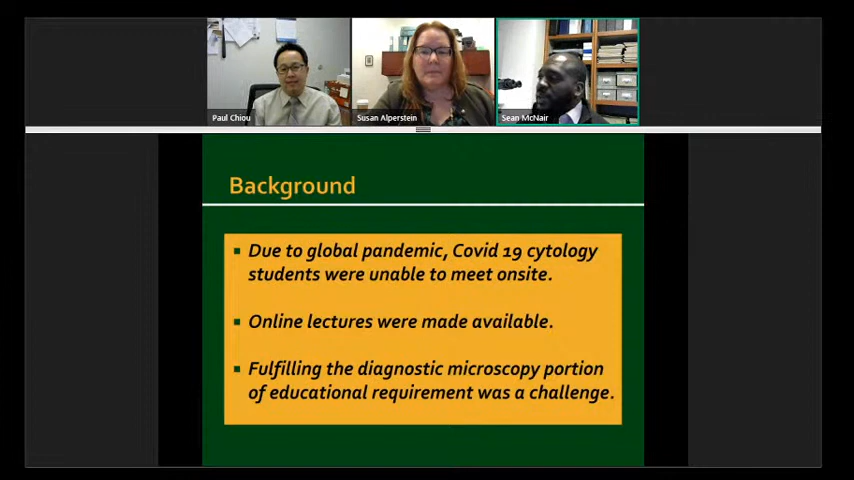 Paul Chiou
Susan Alperstein
Sean McNair
Background
Due to global pandemic, Covid 19 cytology
students were unable to meet onsite.
Online lectures were made available.
Fulfilling the diagnostic microscopy portion
of educational requirement was a challenge.